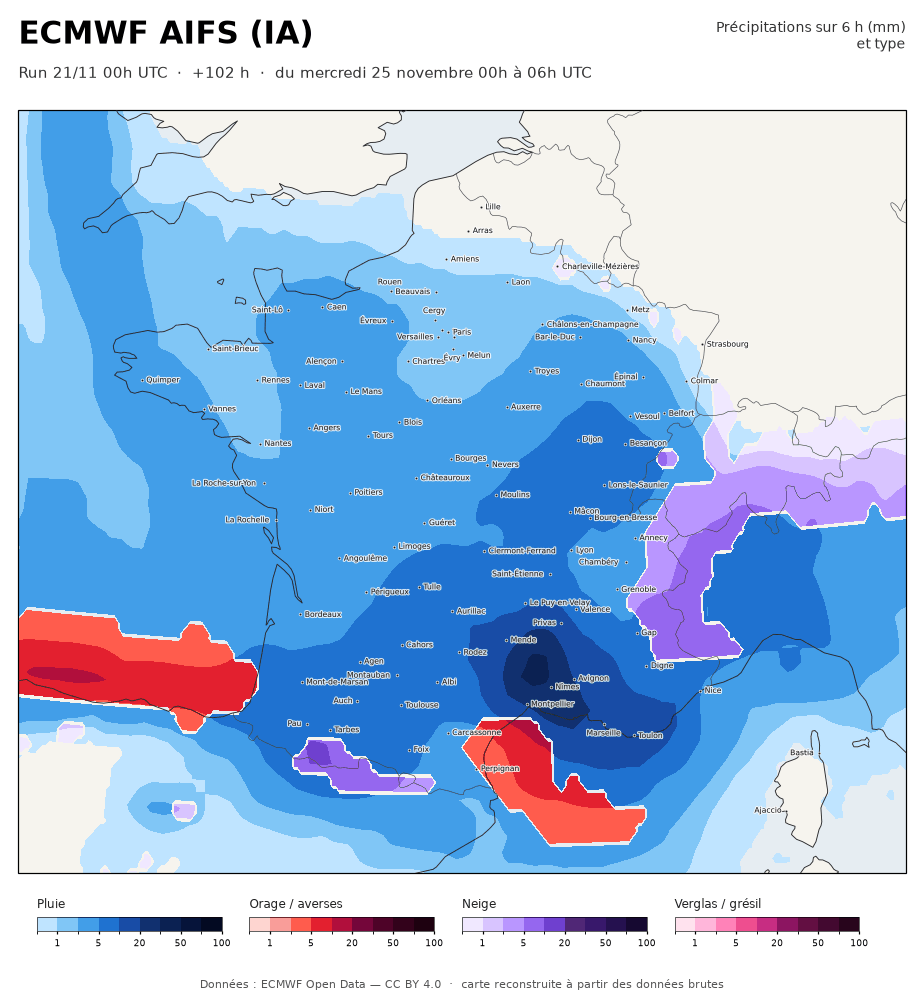 ECMWF AIFS (IA)
Précipitations sur 6 h (mm)
et type
Run 21/11 00h UTC · +102 h · du mercredi 25 novembre 00h à 06h UTC
Lille
Arras
Amiens
Charleville-Mézières
Rouen
Beauvais
Laon
Saint-Lô
Caen
Cergy
Metz
Évreux
Châlons-en-Champagne
Versailles
Paris
Bar-le-Duc
Nancy
Strasbourg
Saint-Brieuc
Alençon
Chartres
Évry
Melun
Quimper
Rennes
Laval
Le Mans
Troyes
Chaumont
Épinal
Colmar
Vannes
Orléans
Auxerre
Vesoul
Belfort
Angers
Blois
Tours
Nantes
Dijon
Besançon
Bourges
Nevers
La Roche-sur-Yon
Châteauroux
Lons-le-Saunier
Poitiers
Moulins
Niort
La Rochelle
Guéret
Mâcon
Bourg-en-Bresse
Annecy
Limoges
Clermont-Ferrand
Lyon
Angoulême
Chambéry
Saint-Étienne
Périgueux
Tulle
Grenoble
Bordeaux
Aurillac
Le Puy-en-Velay
Valence
Privas
Gap
Cahors
Mende
Rodez
Agen
Digne
Montauban
Mont-de-Marsan
Albi
Avignon
Nîmes
Nice
Auch
Toulouse
Montpellier
Pau
Tarbes
Carcassonne
Marseille
Toulon
Foix
Bastia
Perpignan
Ajaccio
Pluie
1 5 20 50 100
Orage / averses
1 5 20 50 100
Neige
1 5 20 50 100
Verglas / grésil
1 5 20 50 100
Données : ECMWF Open Data — CC BY 4.0 · carte reconstruite à partir des données brutes